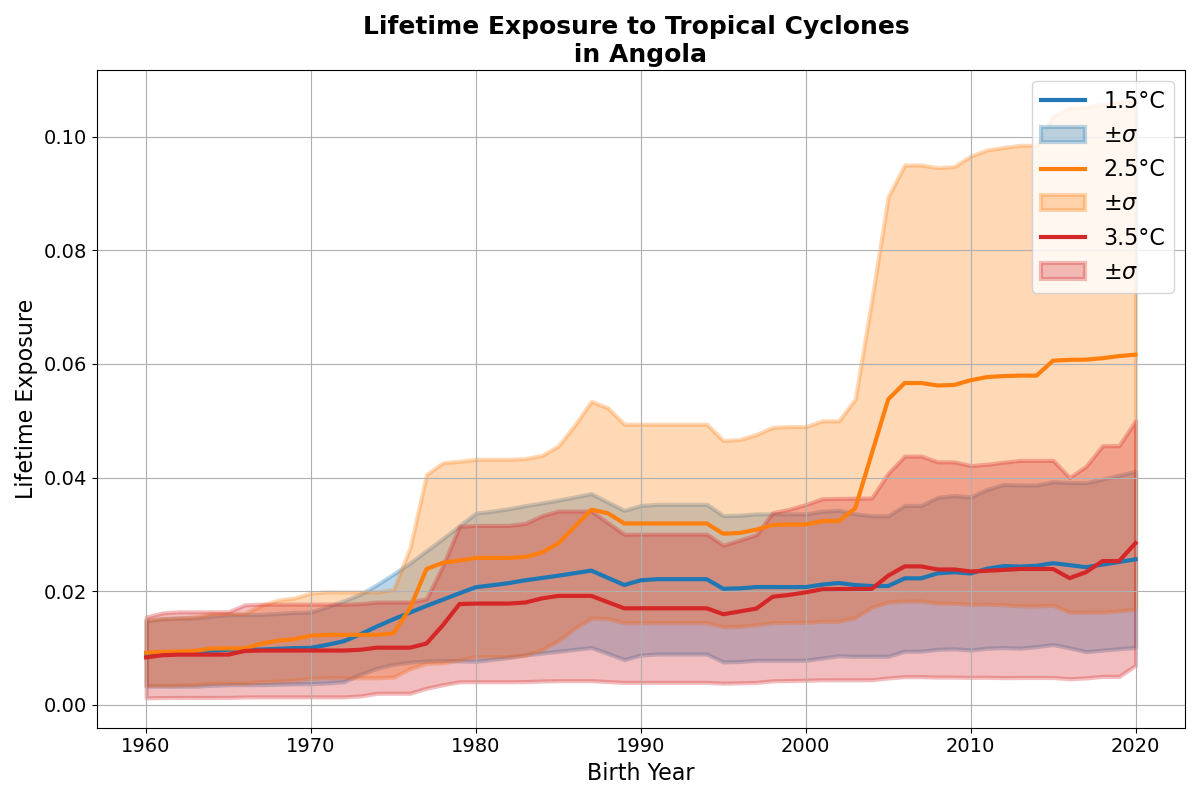 Lifetime Exposure to Tropical Cyclones
in Angola
1.5°C
±σ
2.5°C
±σ
3.5°C
±σ
Lifetime Exposure
0.10
0.08
0.06
0.04
0.02
0.00
1960 1970 1980 1990 2000 2010 2020
Birth Year